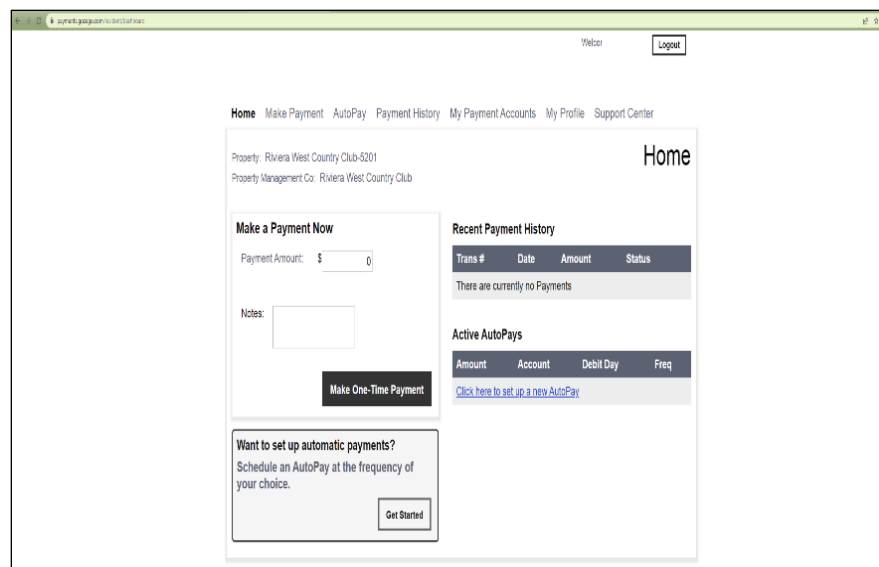 Logout
Home Make Payment AutoPay Payment History My Payment Accounts My Profile Support Center
Home
Property: Riviera West Country Club-5201
Property Management Co: Riviera West Country Club
Make a Payment Now
Payment Amount: $ 0
Notes:
Make One-Time Payment
Want to set up automatic payments?
Schedule an AutoPay at the frequency of
your choice.
Get Started
Recent Payment History
Trans # Date Amount Status
There are currently no Payments
Active AutoPays
Amount Account Debit Day Freq
Click here to set up a new AutoPay